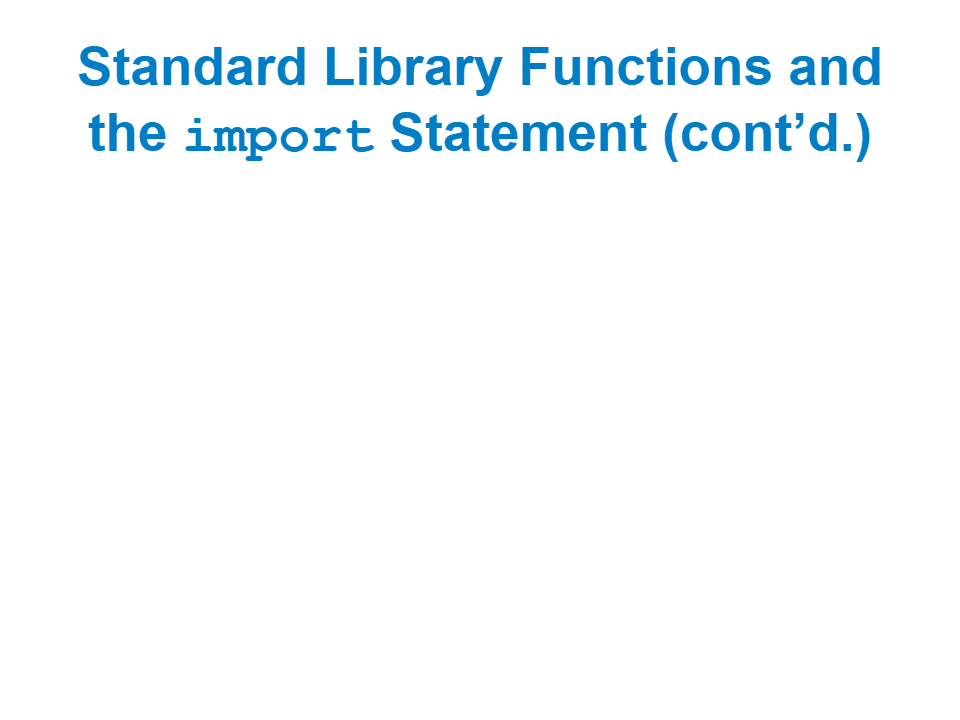 Standard Library Functions and
the import Statement (cont’d.)